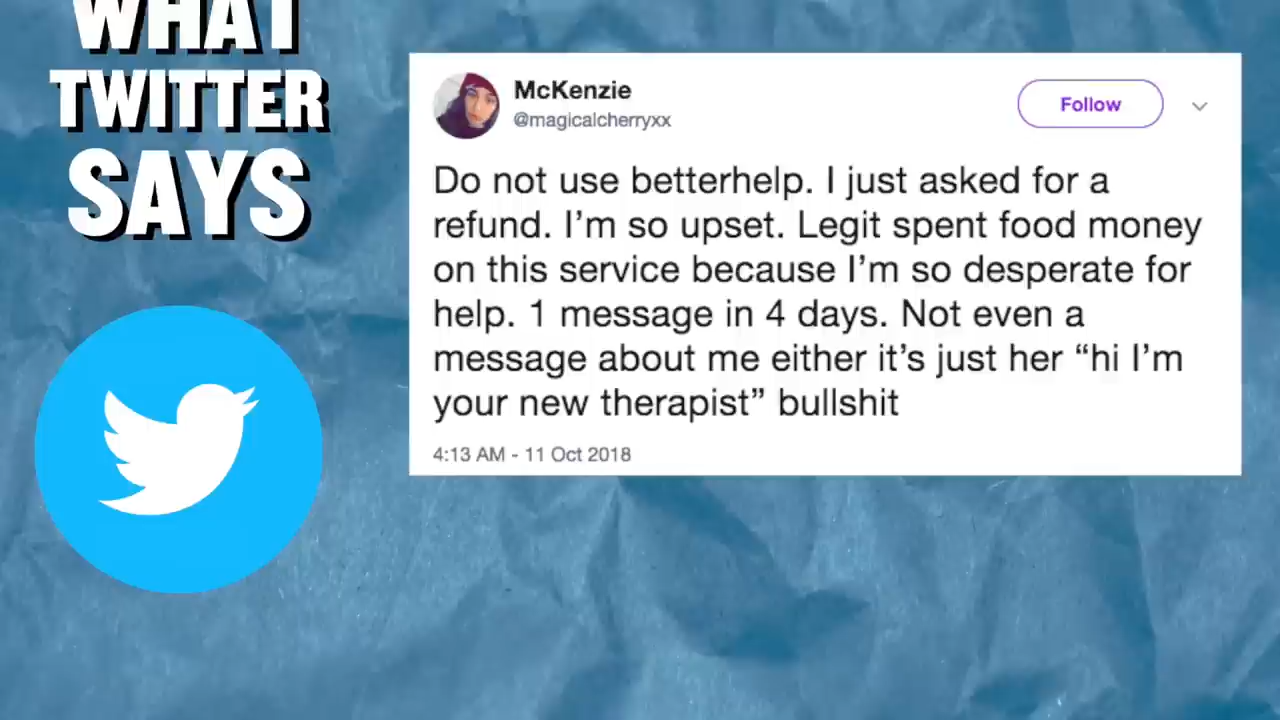 WHAT
TWITTER
SAYS
McKenzie
@magicalcherryxx
Follow
Do not use betterhelp. I just asked for a
refund. I’m so upset. Legit spent food money
on this service because I’m so desperate for
help. 1 message in 4 days. Not even a
message about me either it’s just her “hi I’m
your new therapist” bullshit
4:13 AM - 11 Oct 2018